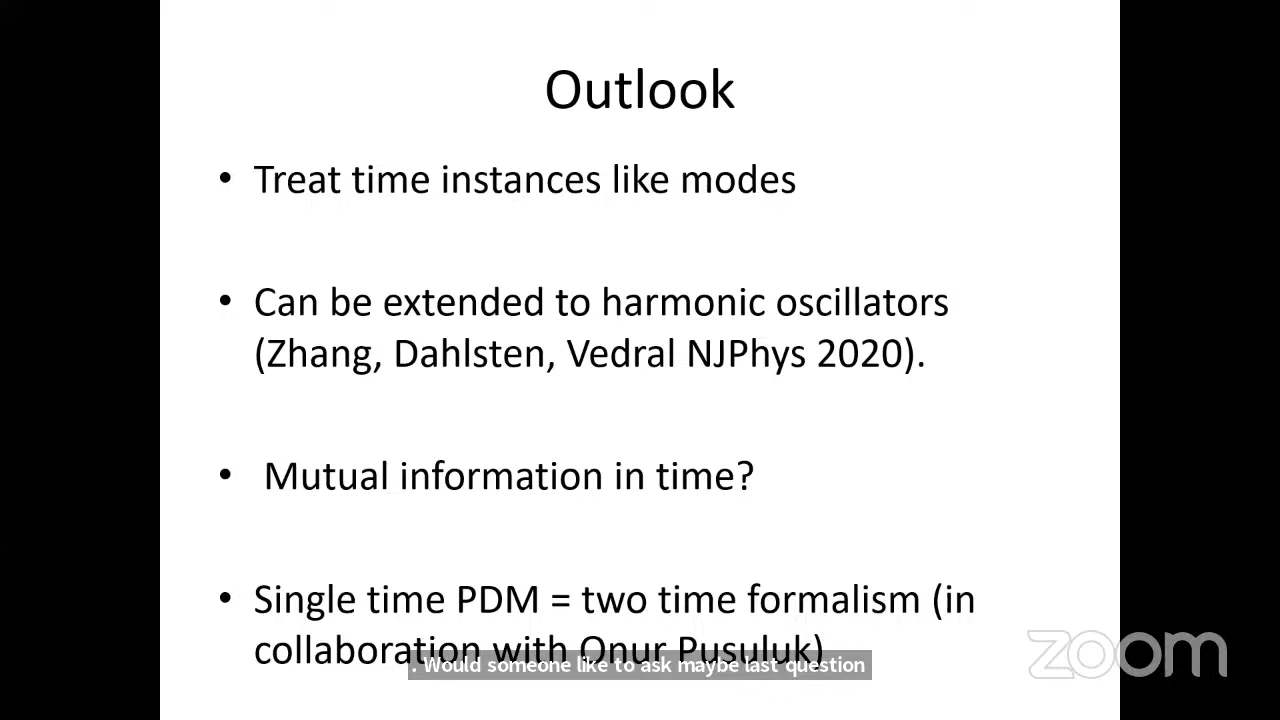 Outlook
• Treat time instances like modes
• Can be extended to harmonic oscillators
(Zhang, Dahlsten, Vedral NJPhys 2020).
• Mutual information in time?
• Single time PDM = two time formalism (in
collaboration with Onur Pusuluk)
. Would someone like to ask maybe last question
zoom